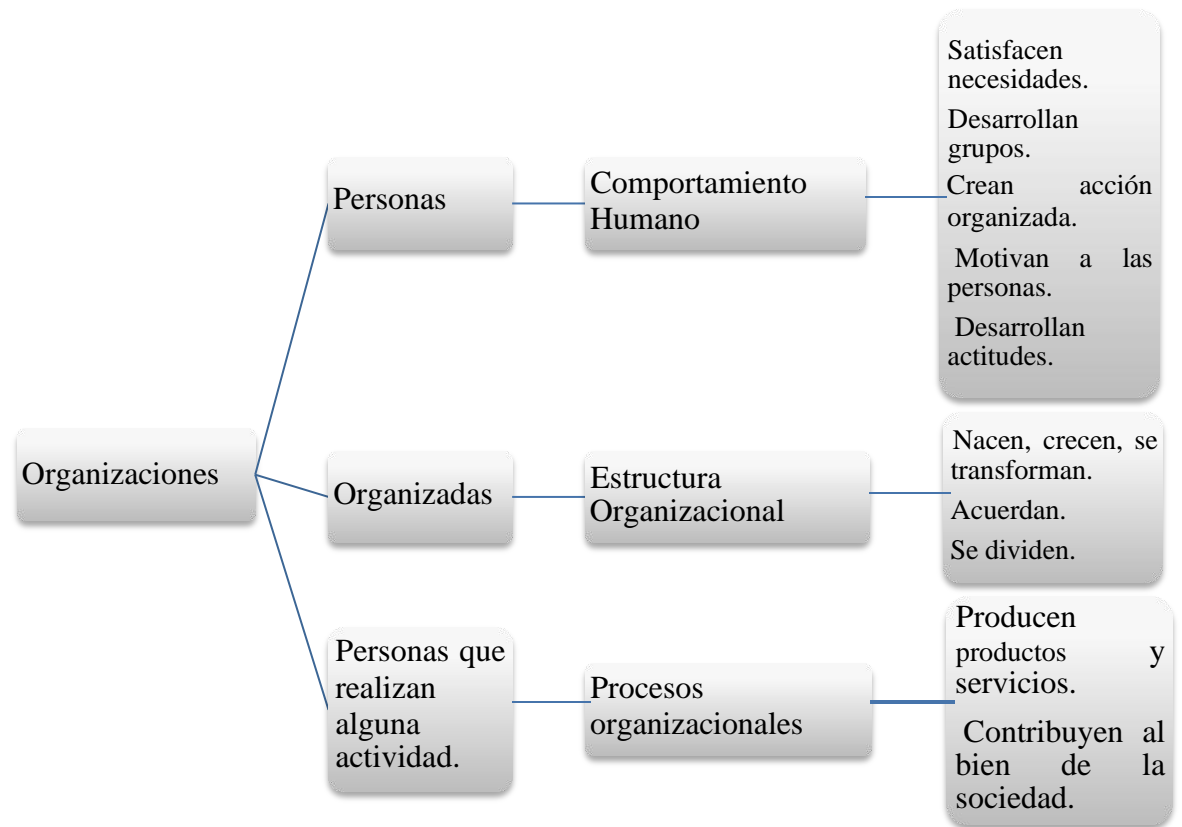 Organizaciones
Personas
Comportamiento
Humano
Satisfacen
necesidades.
Desarrollan
grupos.
Crean acción
organizada.
Motivan a las
personas.
Desarrollan
actitudes.
Organizadas
Estructura
Organizacional
Nacen, crecen, se
transforman.
Acuerdan.
Se dividen.
Personas que
realizan
alguna
actividad.
Procesos
organizacionales
Producen
productos y
servicios.
Contribuyen al
bien de la
sociedad.